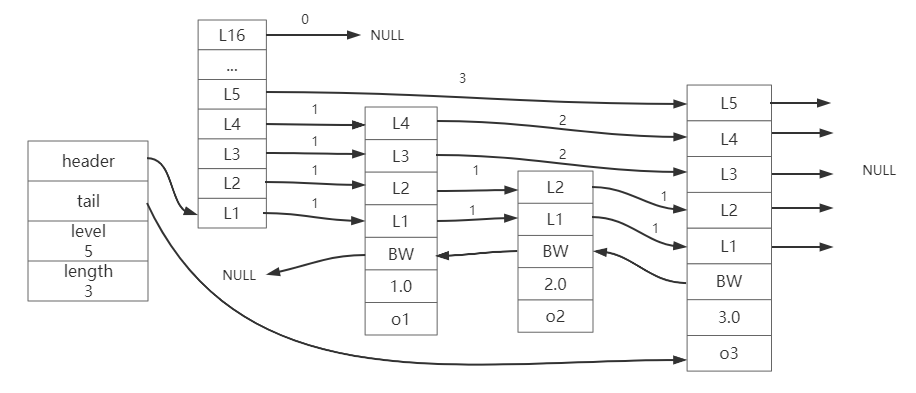 header
tail
level
5
length
3
L16
...
L5
L4
L3
L2
L1
0
NULL
3
1
1
1
1
NULL
L4
L3
L2
L1
BW
1.0
o1
2
2
1
1
L2
L1
BW
2.0
o2
1
1
L5
L4
L3
L2
L1
BW
3.0
o3
NULL